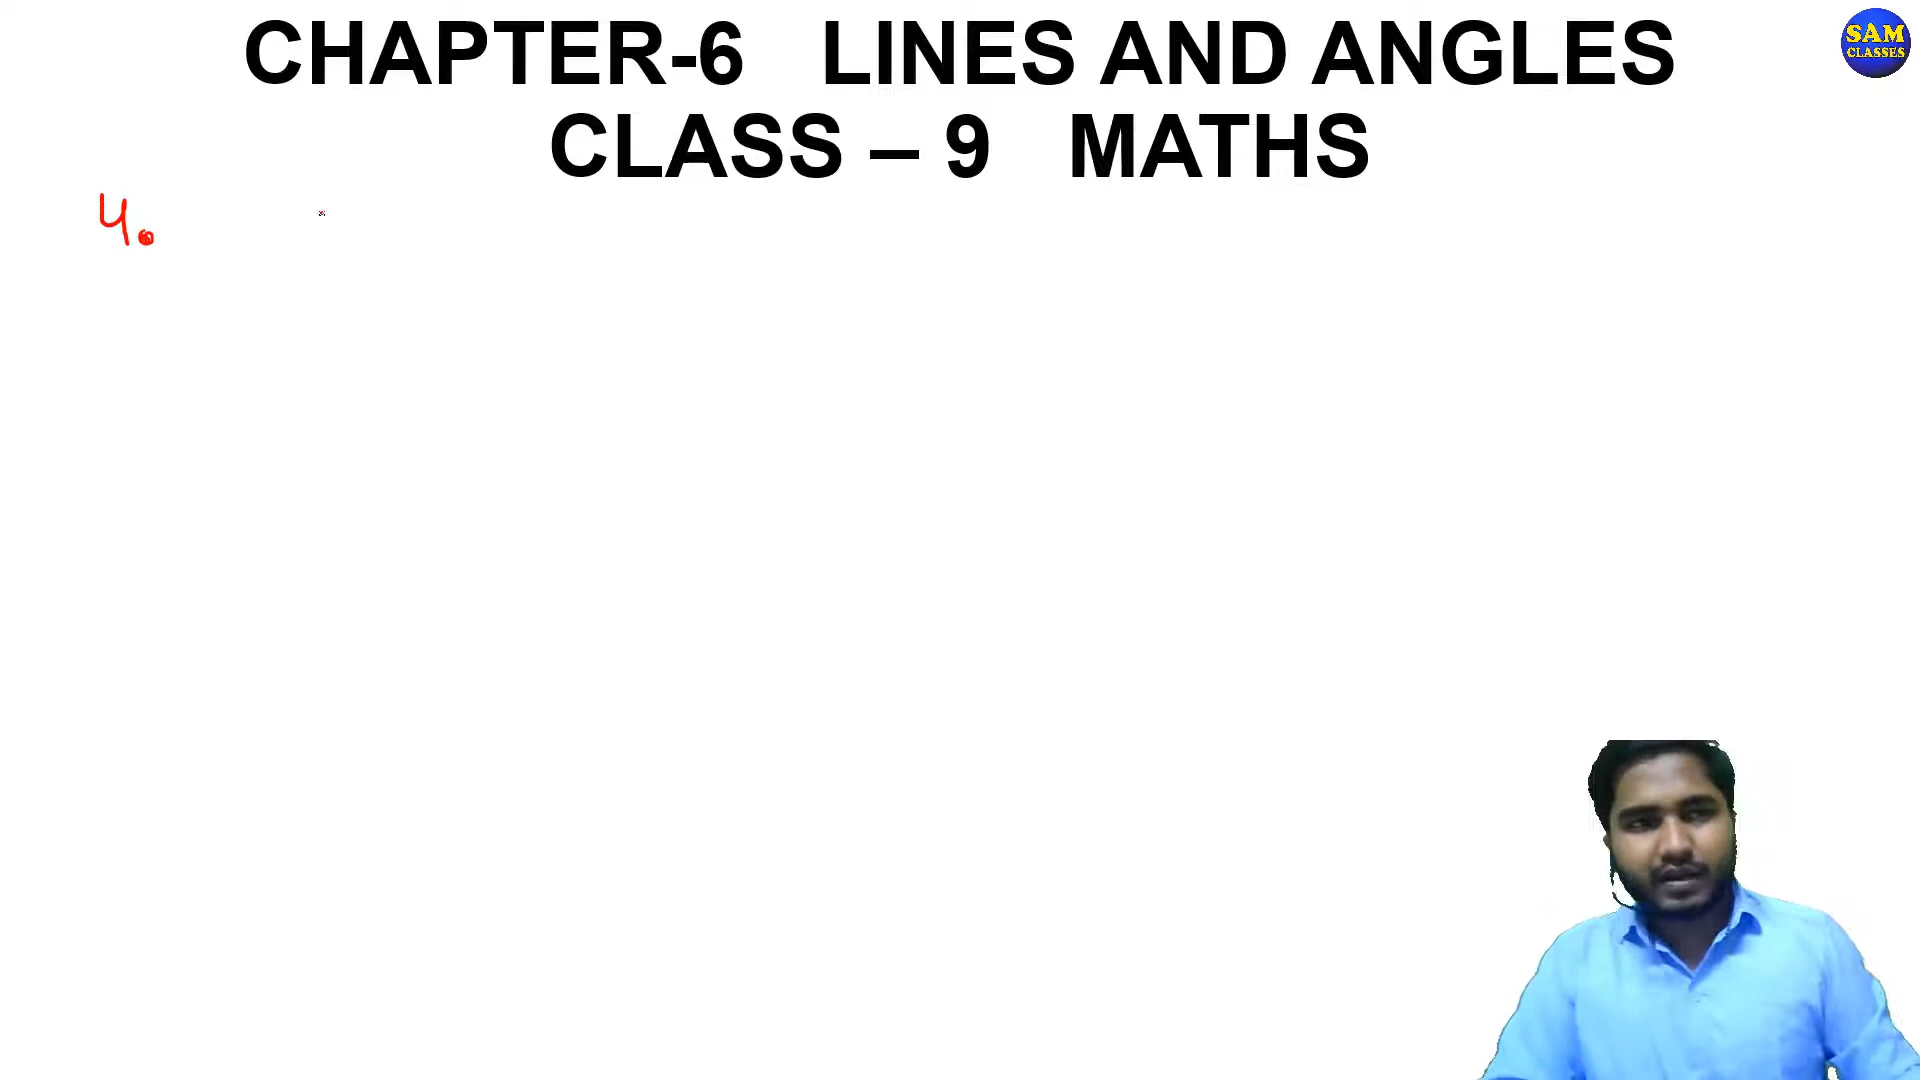 CHAPTER-6 LINES AND ANGLES
SAM
CLASSES
CLASS – 9 MATHS
4.